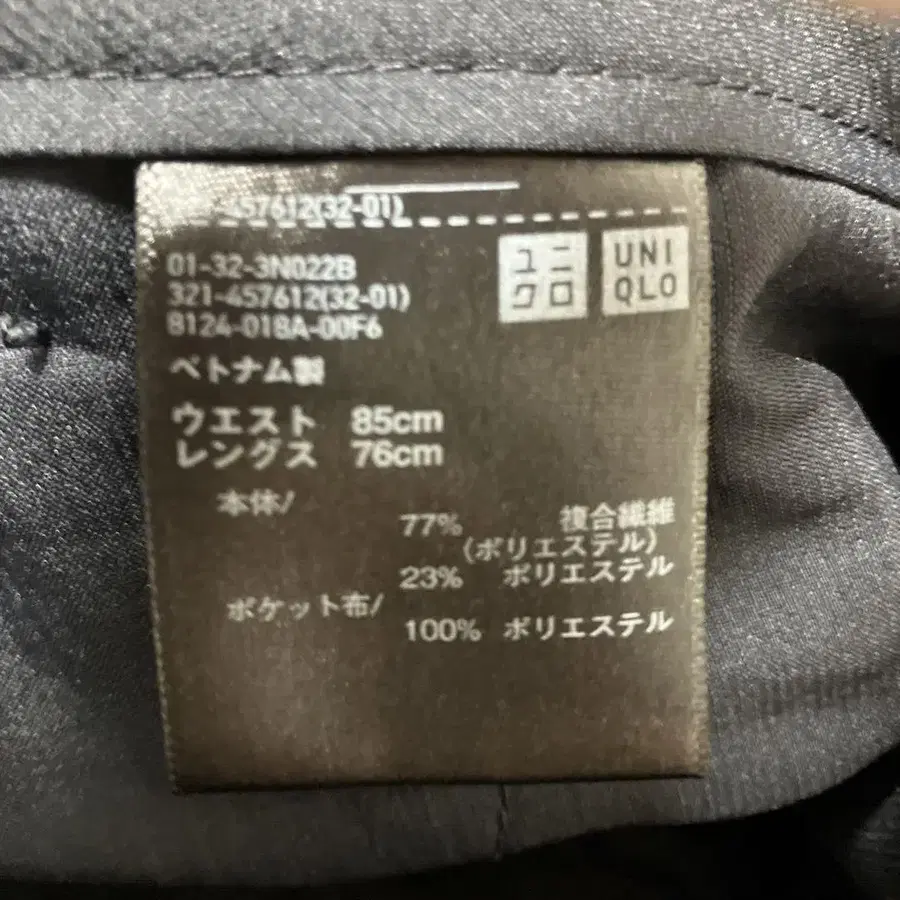 457612(32-01)
ユニ
クロ
UNI
QLO
01-32-3N022B
321-457612(32-01)
8124-018A-00F6
ベトナム製
ウエスト 85cm
レングス 76cm
本体/
77% 複合繊維
(ポリエステル)
23% ポリエステル
ポケット布/
100% ポリエステル